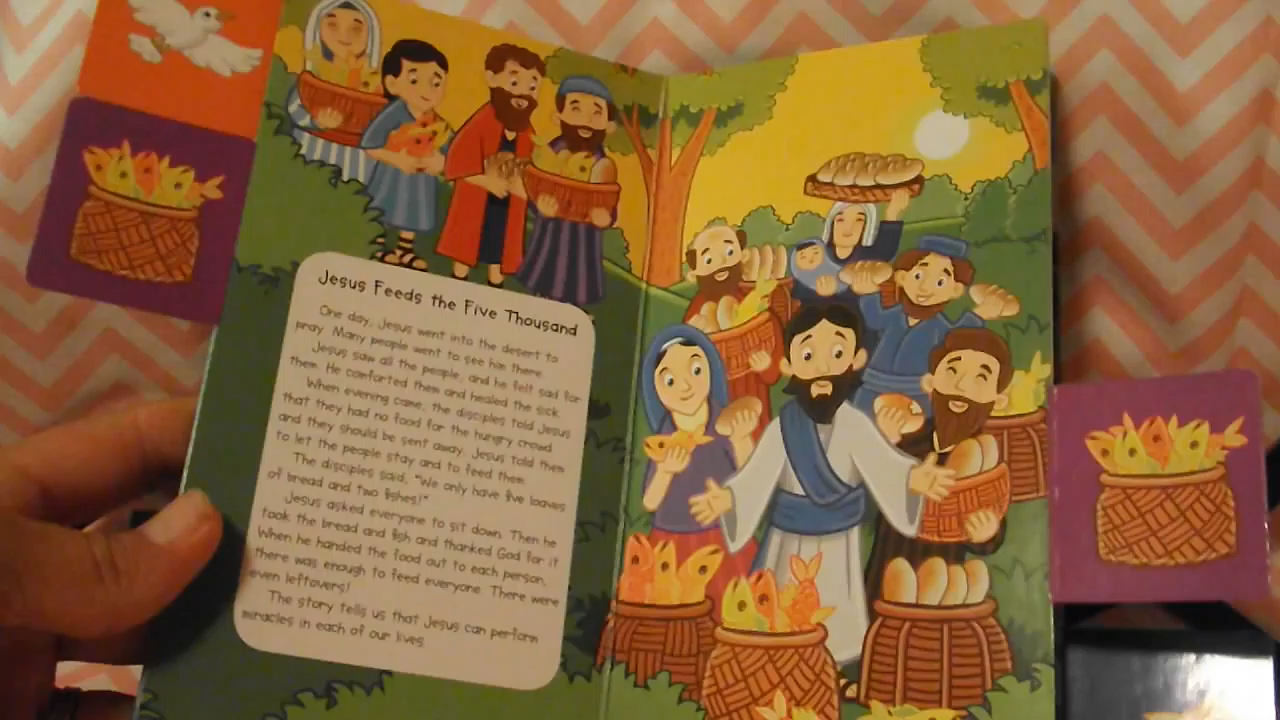 Jesus Feeds the Five Thousand
One day, Jesus went into the desert to
pray. Many people went to see him there.
Jesus saw all the people, and he felt sad for
them. He comforted them and healed the sick.
When evening came, the disciples told Jesus
that they had no food for the hungry crowd
and they should be sent away. Jesus told them
to let the people stay and to feed them.
The disciples said, "We only have five loaves
of bread and two fishes!"
Jesus asked everyone to sit down. Then he
took the bread and fish and thanked God for it.
When he handed the food out to each person,
there was enough to feed everyone. There were
even leftovers!
The story tells us that Jesus can perform
miracles in each of our lives.